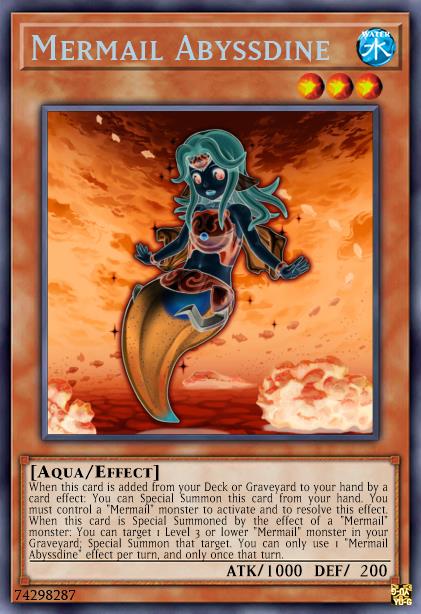 MERMAIL ABYSSDINE
WATER
水
[AQUA/EFFECT]
When this card is added from your Deck or Graveyard to your hand by a
card effect: You can Special Summon this card from your hand. You
must control a "Mermail" monster to activate and to resolve this effect.
When this card is Special Summoned by the effect of a "Mermail"
monster: You can target 1 Level 3 or lower "Mermail" monster in your
Graveyard; Special Summon that target. You can only use 1 "Mermail
Abyssdine" effect per turn, and only once that turn.
ATK/1000 DEF/ 200
74298287